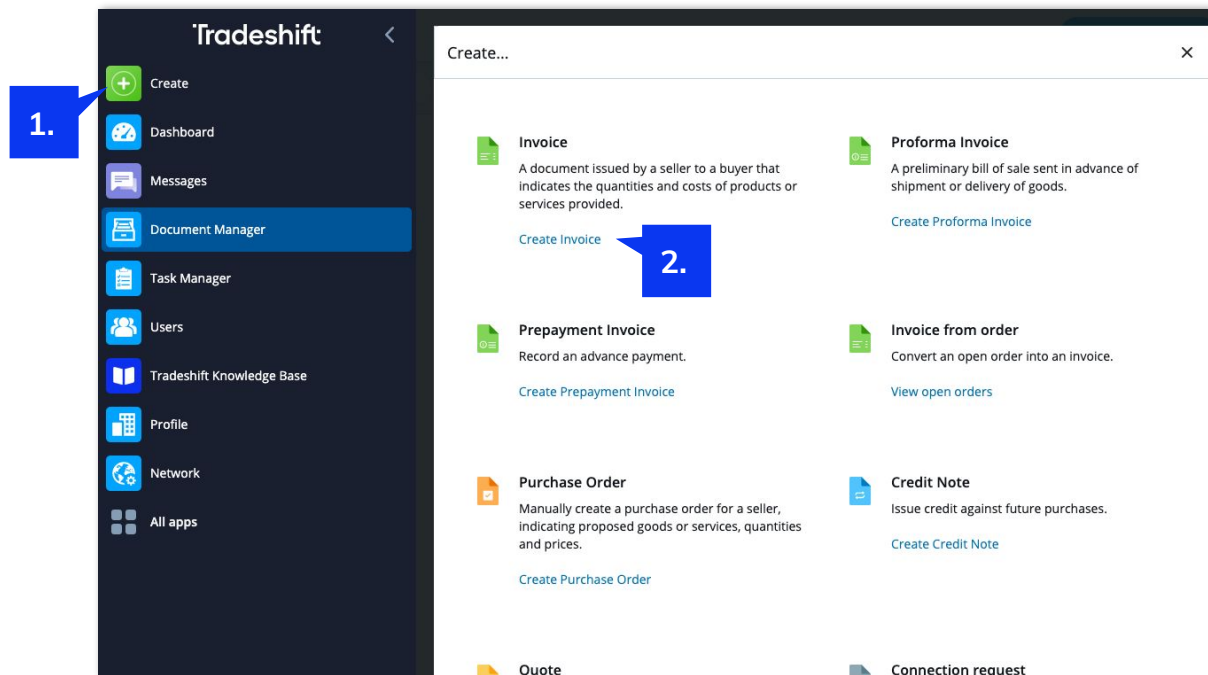 Tradeshift
Create
Dashboard
Messages
Document Manager
Task Manager
Users
Tradeshift Knowledge Base
Profile
Network
All apps
1.
Create...
Invoice
A document issued by a seller to a buyer that
indicates the quantities and costs of products or
services provided.
Create Invoice
2.
Proforma Invoice
A preliminary bill of sale sent in advance of
shipment or delivery of goods.
Create Proforma Invoice
Prepayment Invoice
Record an advance payment.
Create Prepayment Invoice
Invoice from order
Convert an open order into an invoice.
View open orders
Purchase Order
Manually create a purchase order for a seller,
indicating proposed goods or services, quantities
and prices.
Create Purchase Order
Credit Note
Issue credit against future purchases.
Create Credit Note
Quote
Connection request